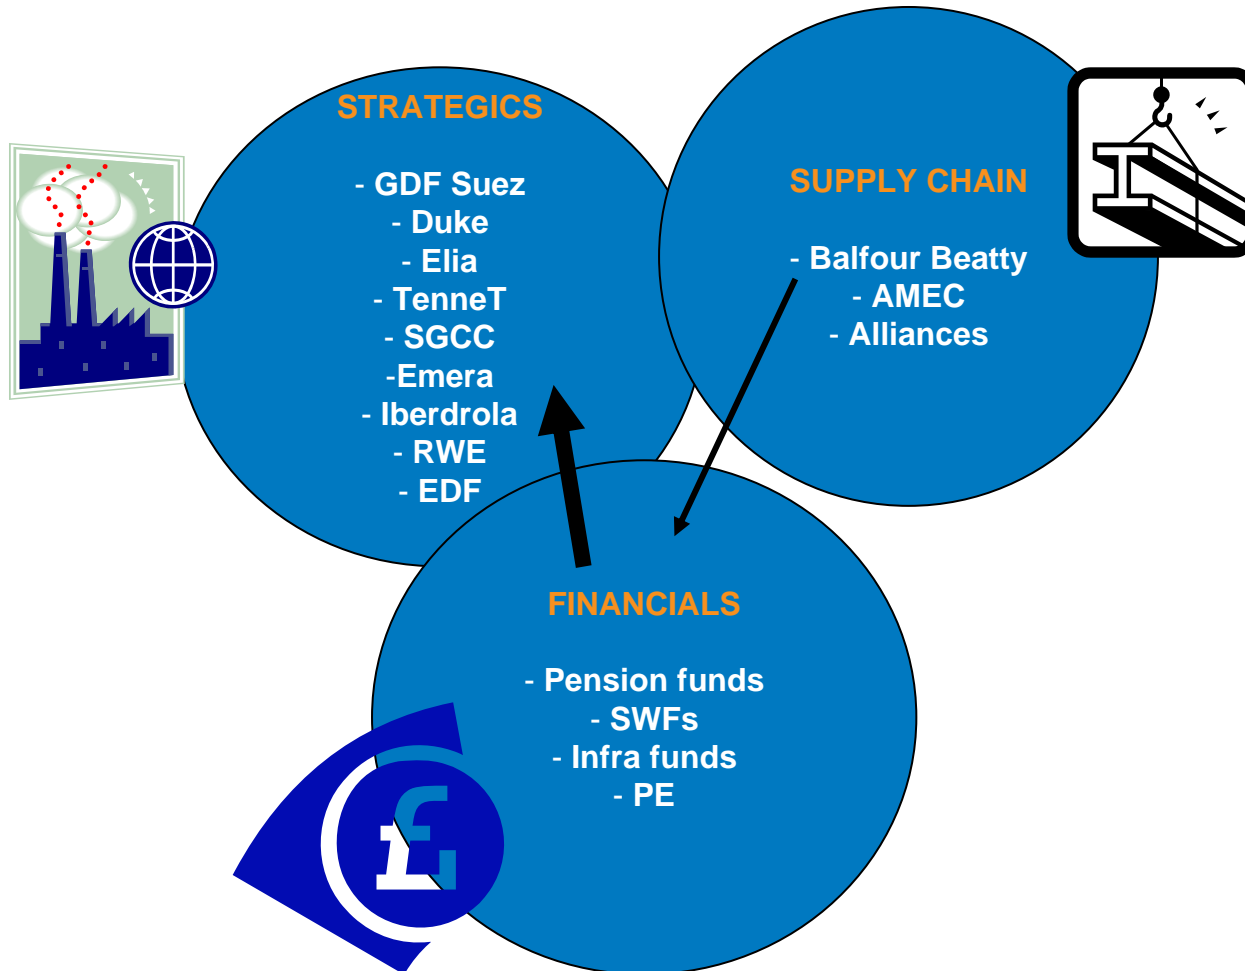 STRATEGICS
- GDF Suez
- Duke
- Elia
- TenneT
- SGCC
-Emera
- Iberdrola
- RWE
- EDF
SUPPLY CHAIN
- Balfour Beatty
- AMEC
- Alliances
FINANCIALS
- Pension funds
- SWFs
- Infra funds
- PE
£